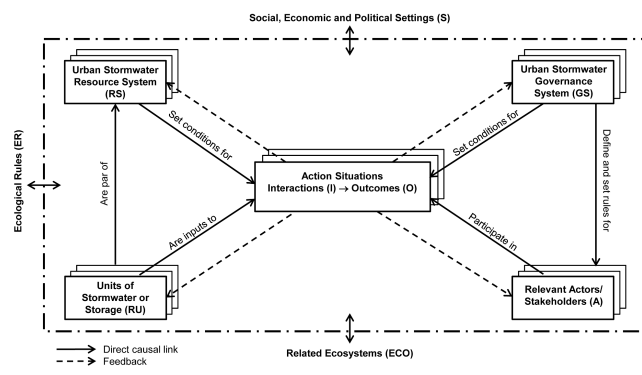 Social, Economic and Political Settings (S)
Urban Stormwater
Resource System
(RS)
Urban Stormwater
Governance
System (GS)
Set conditions for
Set conditions for
Ecological Rules (ER)
Are par of
Define and set rules for
Action Situations
Interactions (I) → Outcomes (O)
Are inputs to
Participate in
Units of
Stormwater or
Storage (RU)
Relevant Actors/
Stakeholders (A)
Direct causal link
Feedback
Related Ecosystems (ECO)